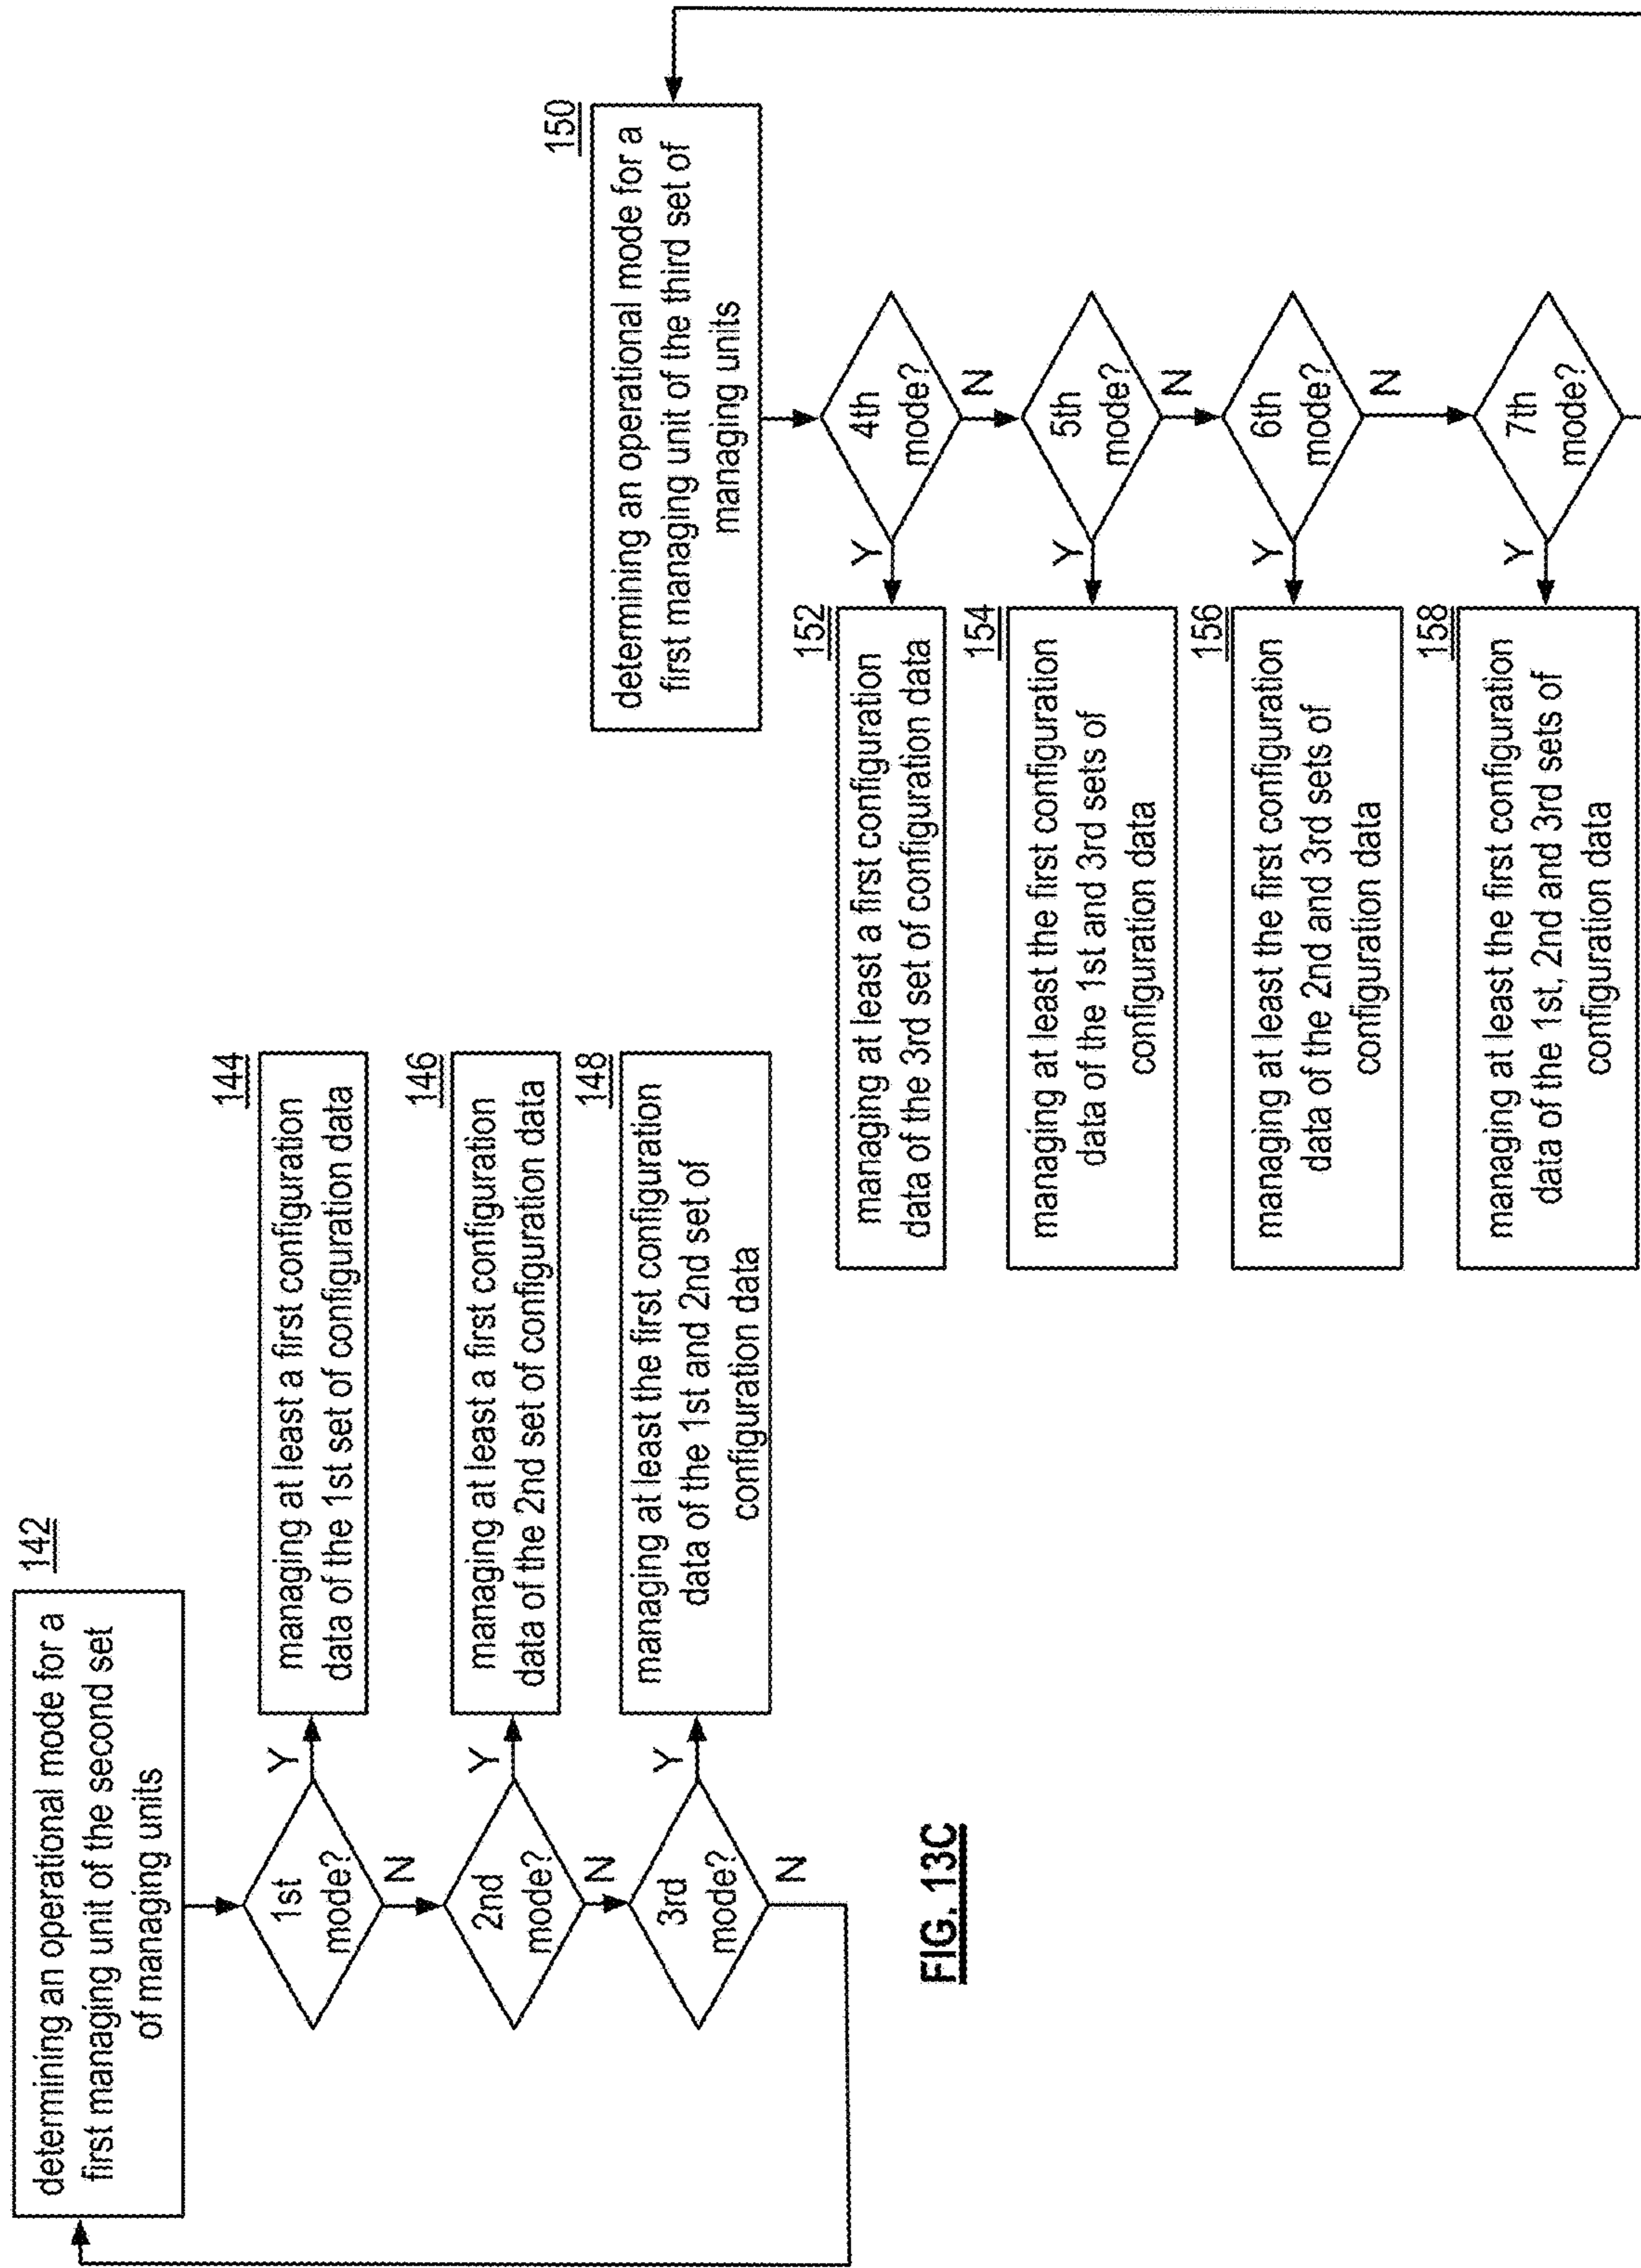 142
determining an operational mode for a
first managing unit of the second set
of managing units
1st
mode?
Y
N
144
managing at least a first configuration
data of the 1st set of configuration data
2nd
mode?
Y
N
146
managing at least a first configuration
data of the 2nd set of configuration data
3rd
mode?
Y
N
148
managing at least the first configuration
data of the 1st and 2nd set of
configuration data
FIG. 13C
150
determining an operational mode for a
first managing unit of the third set of
managing units
4th
mode?
Y
N
152
managing at least a first configuration
data of the 3rd set of configuration data
5th
mode?
Y
N
154
managing at least the first configuration
data of the 1st and 3rd sets of
configuration data
6th
mode?
Y
N
156
managing at least the first configuration
data of the 2nd and 3rd sets of
configuration data
7th
mode?
Y
158
managing at least the first configuration
data of the 1st, 2nd and 3rd sets of
configuration data